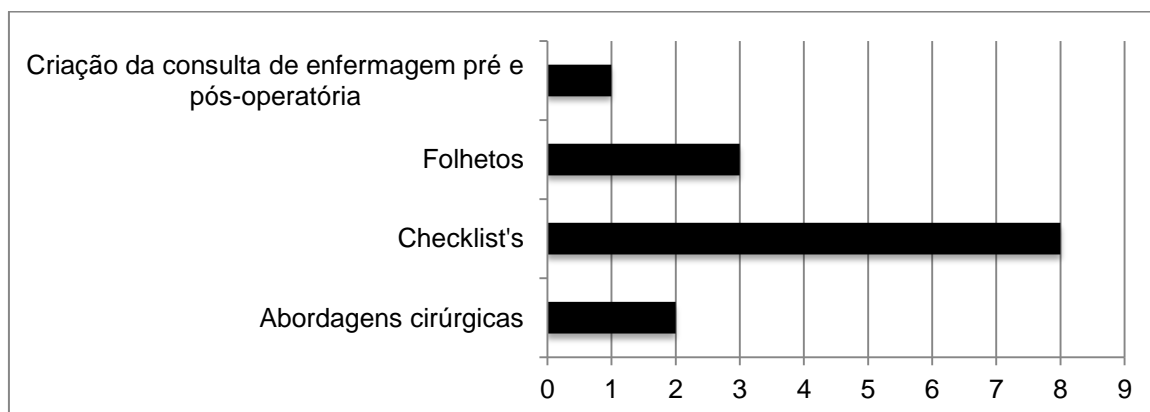 Criação da consulta de enfermagem pré e
pós-operatória
Folhetos
Checklist's
Abordagens cirúrgicas
0 1 2 3 4 5 6 7 8 9